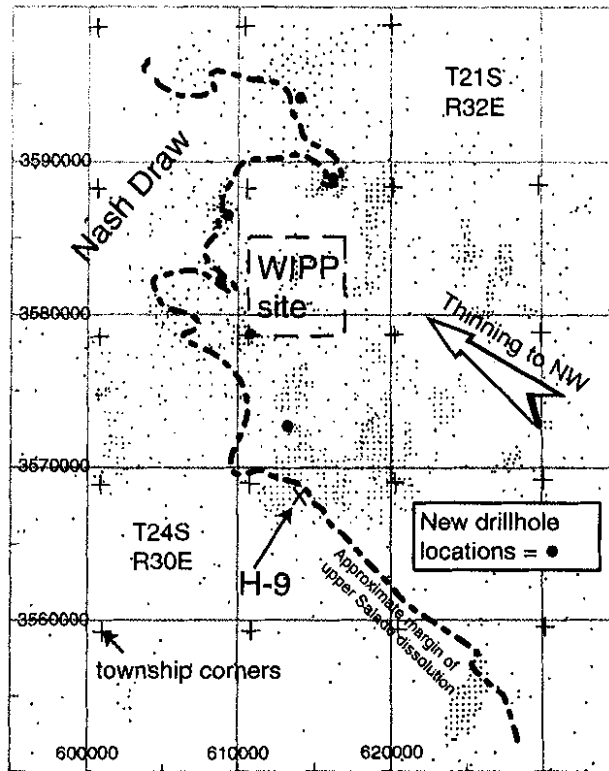 T21S
R32E
3590000
Nash Draw
WIPP
site
3580000
Thinning to NW
3570000
T24S
R30E
New drillhole
locations = ●
H-9
Approximate margin of
upper Salado dissolution
3560000
township corners
600000
610000
620000